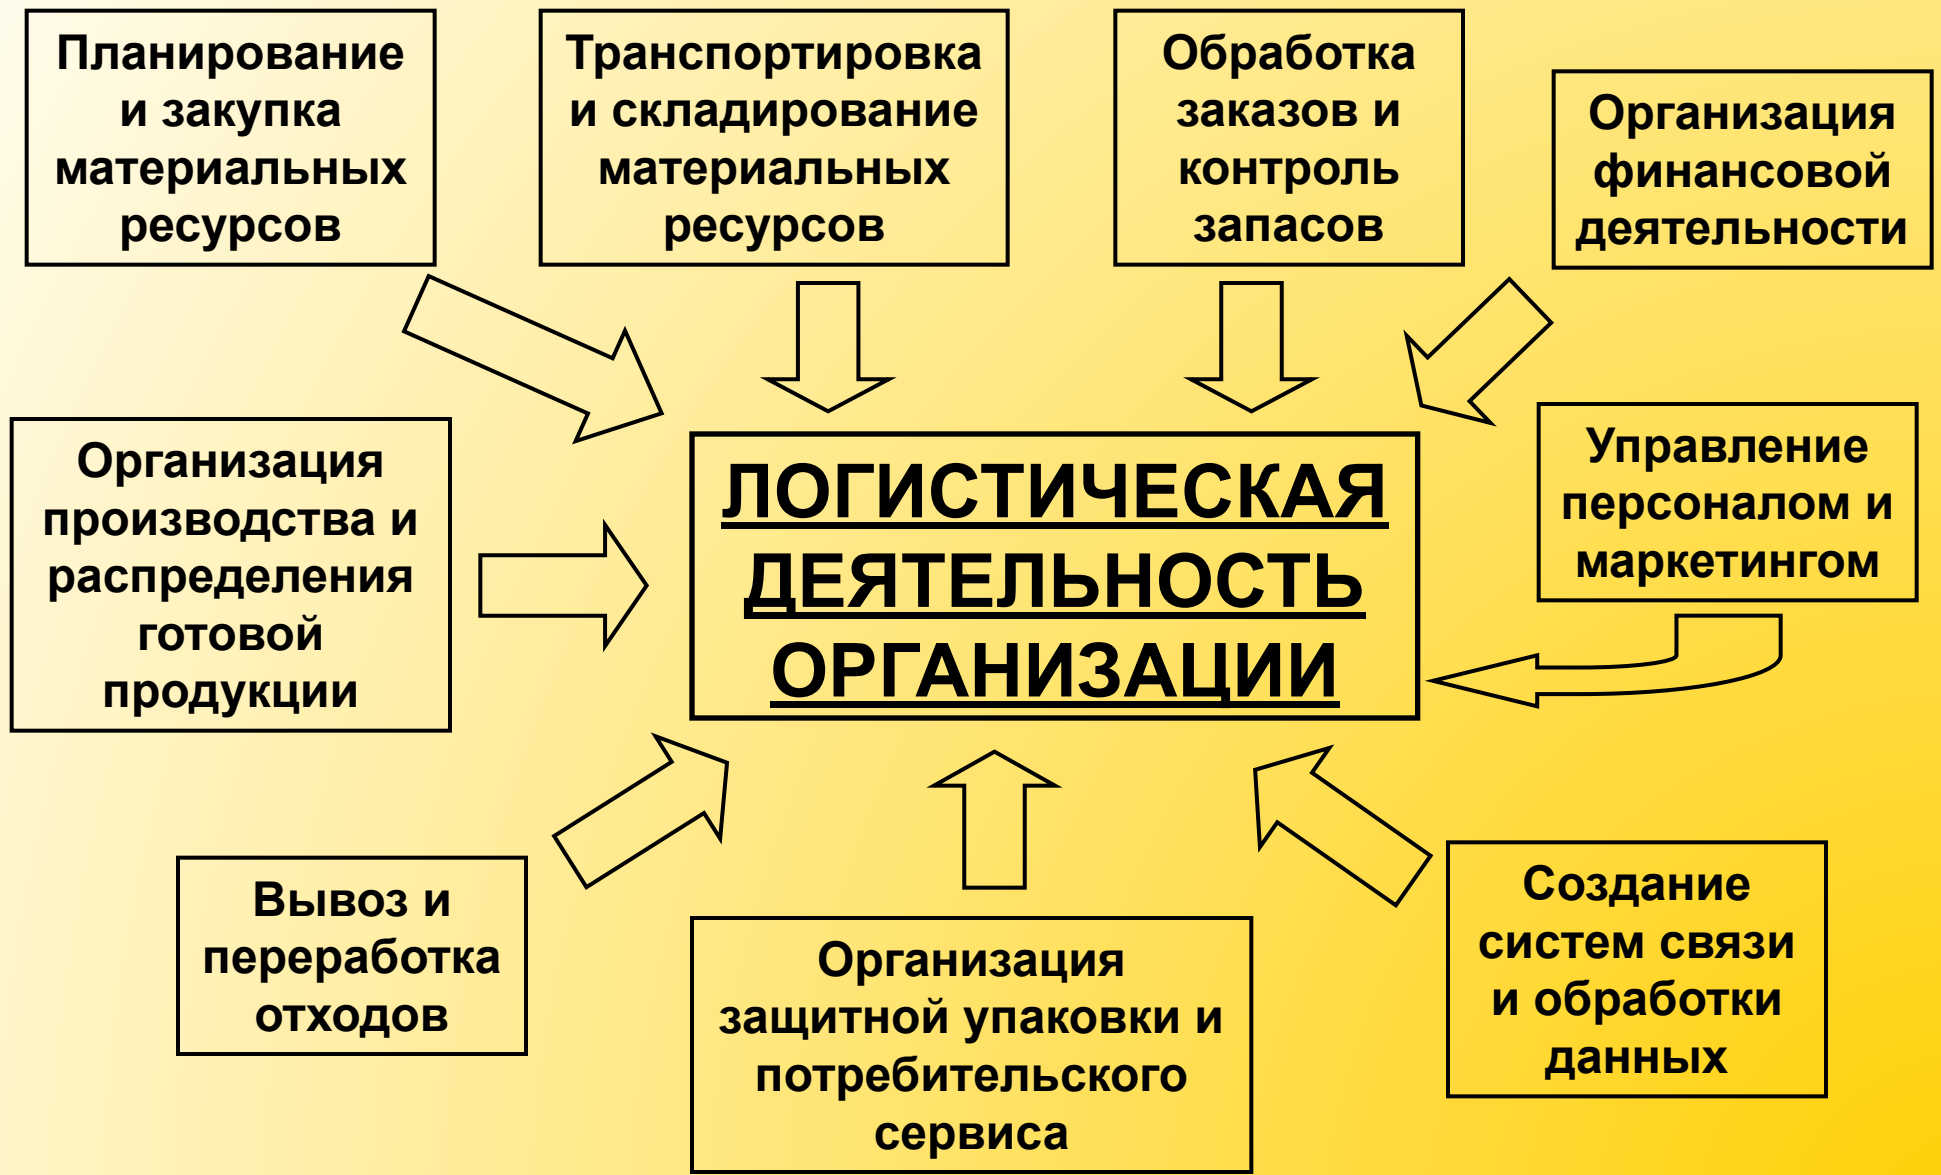 Планирование
и закупка
материальных
ресурсов
Транспортировка
и складирование
материальных
ресурсов
Обработка
заказов и
контроль
запасов
Организация
финансовой
деятельности
Организация
производства и
распределения
готовой
продукции
ЛОГИСТИЧЕСКАЯ
ДЕЯТЕЛЬНОСТЬ
ОРГАНИЗАЦИИ
Управление
персоналом и
маркетингом
Вывоз и
переработка
отходов
Организация
защитной упаковки и
потребительского
сервиса
Создание
систем связи
и обработки
данных